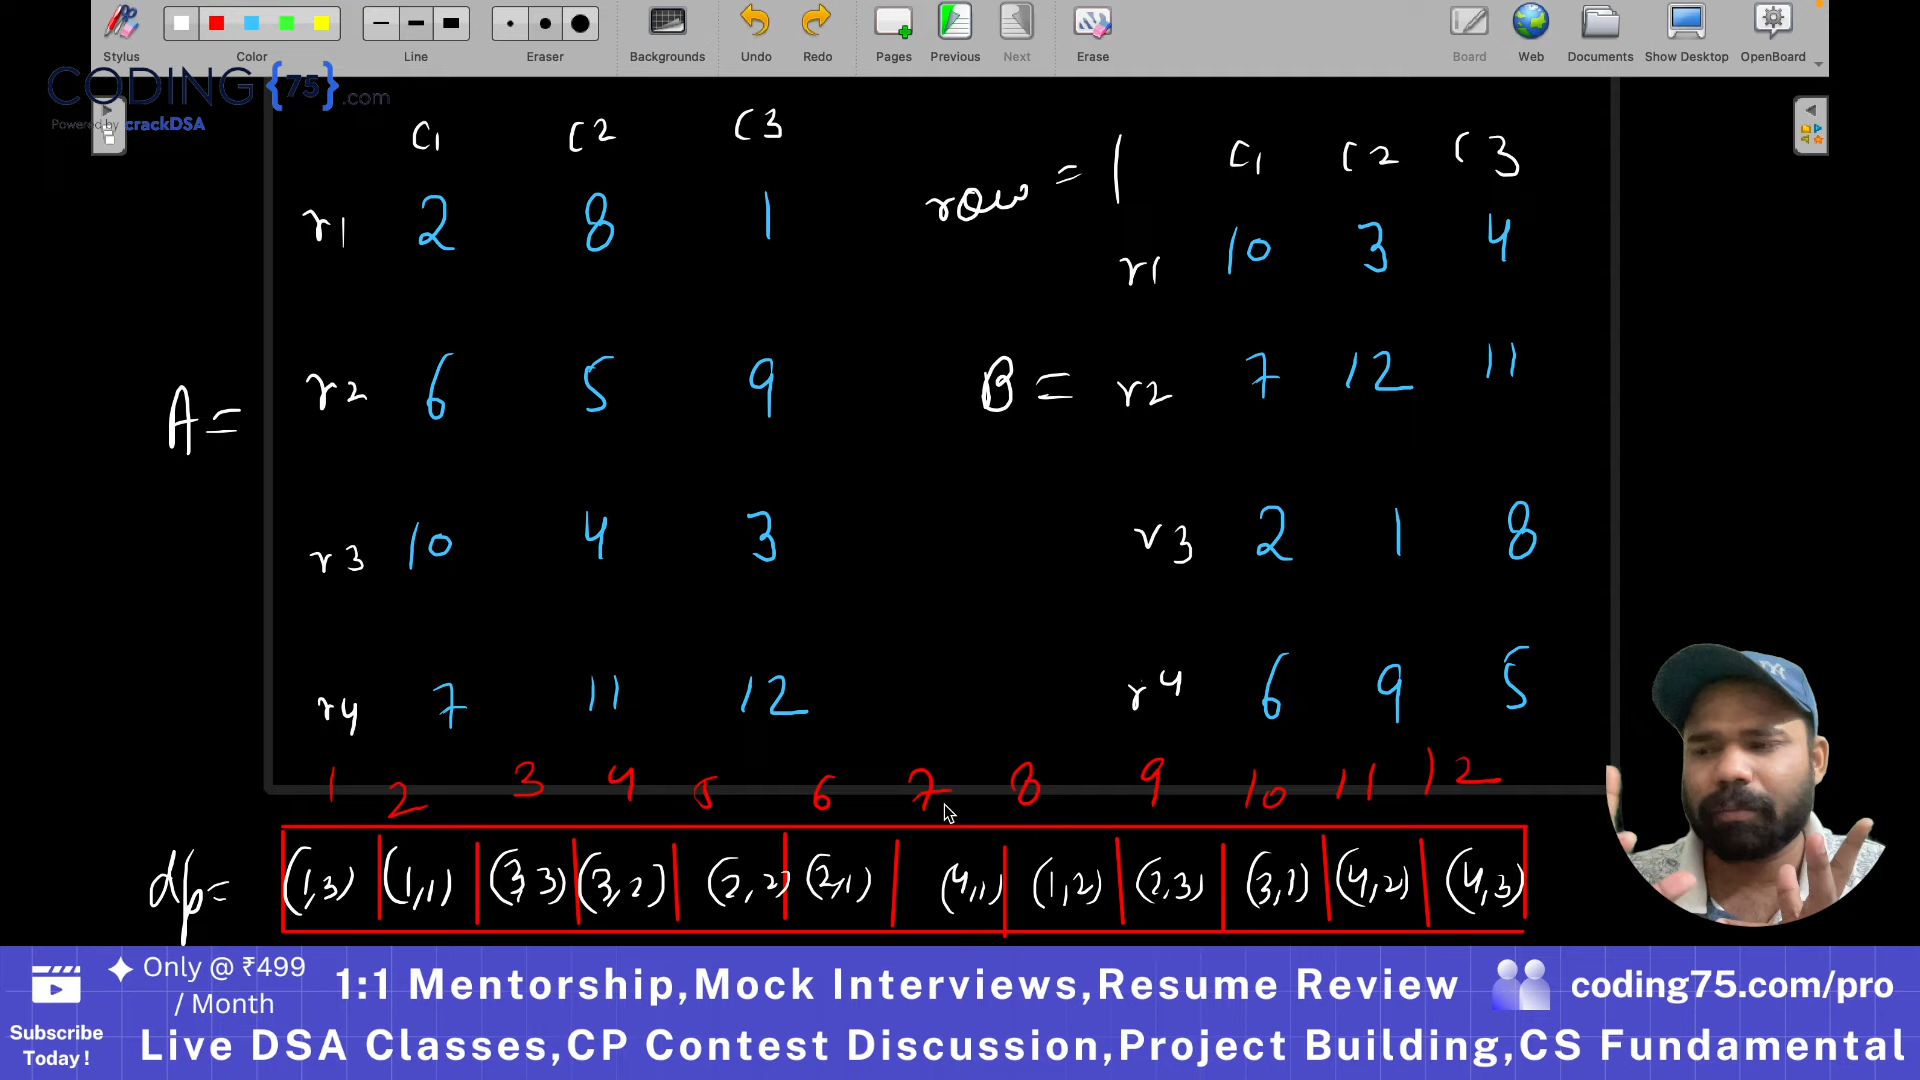 Stylus Color Line Eraser Backgrounds Undo Redo Pages Previous Next Erase Board Web Documents Show Desktop OpenBoard
CODING {75} .com
Powered by crackDSA
C1 C2 C3
r1 2 8 1
r2 6 5 9
A=
r3 10 4 3
r4 7 11 12
row = 1
C1 C2 C3
r1 10 3 4
B = r2 7 12 11
r3 2 1 8
r4 6 9 5
1 2 3 4 5 6 7 8 9 10 11 12
dp= (1,3) (1,1) (3,3) (3,2) (2,2) (2,1) (4,1) (1,2) (2,3) (3,1) (4,2) (4,3)
Subscribe Today !
Only @ ₹499 / Month
1:1 Mentorship,Mock Interviews,Resume Review
coding75.com/pro
Live DSA Classes,CP Contest Discussion,Project Building,CS Fundamental